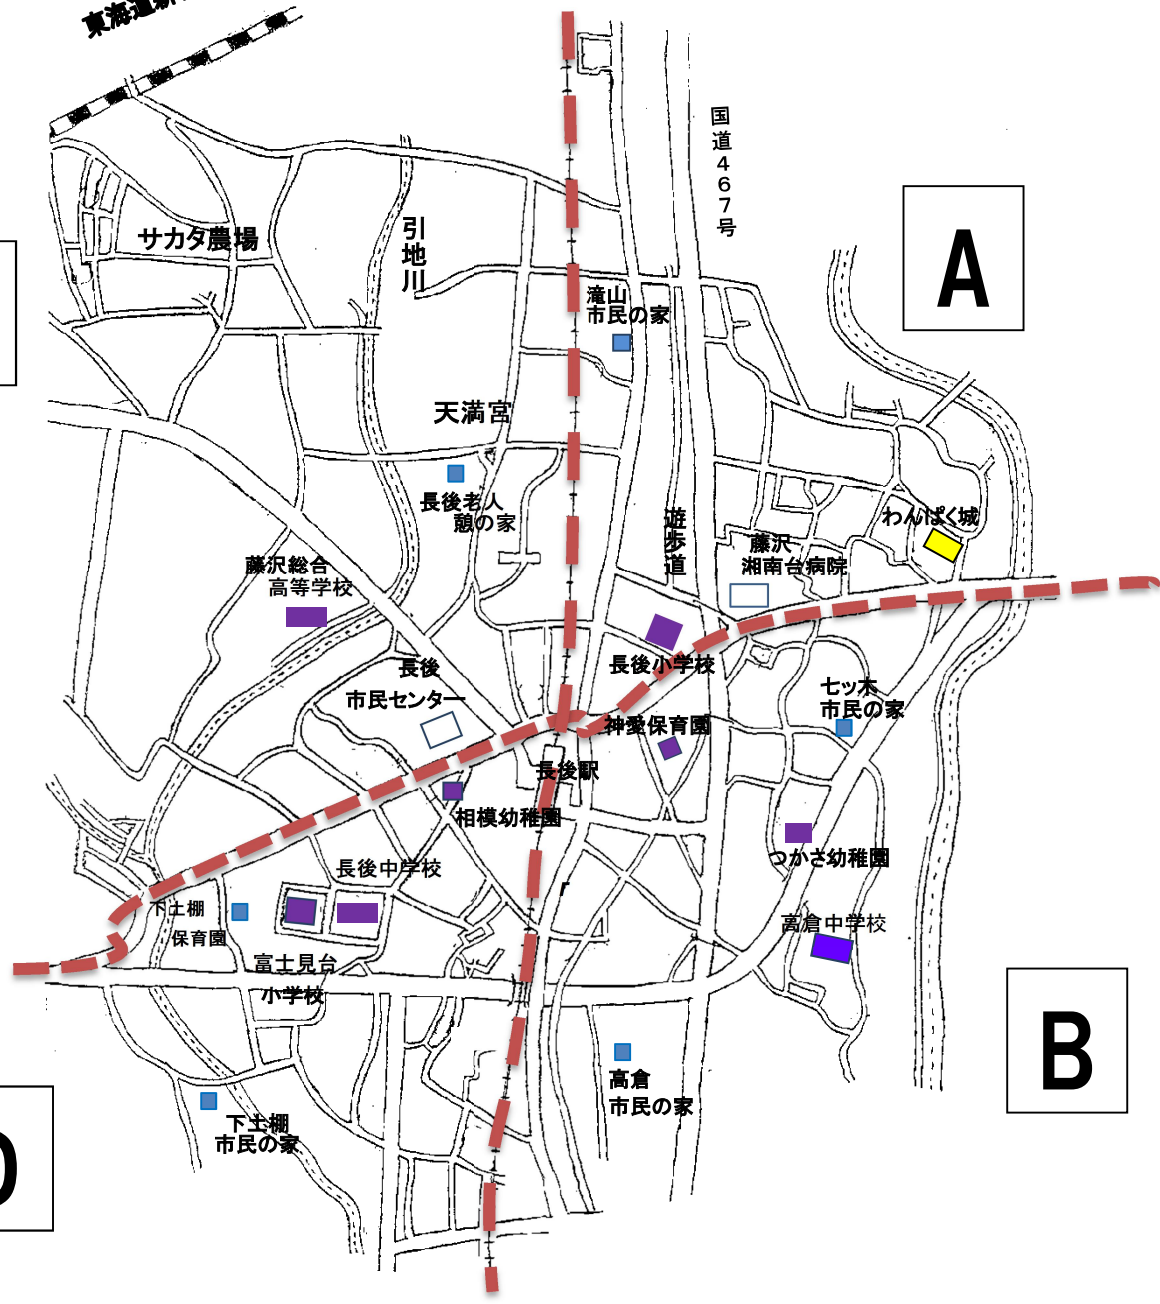 東海道新
国道467号
A
サカタ農場
引地川
滝山
市民の家
天満宮
長後老人
憩の家
遊歩道
わんぱく城
藤沢
湘南台病院
藤沢総合
高等学校
長後小学校
長後
市民センター
七ッ木
市民の家
神愛保育園
長後駅
相模幼稚園
つかさ幼稚園
長後中学校
r
下土棚
保育園
高倉中学校
富士見台
小学校
B
高倉
市民の家
下土棚
市民の家